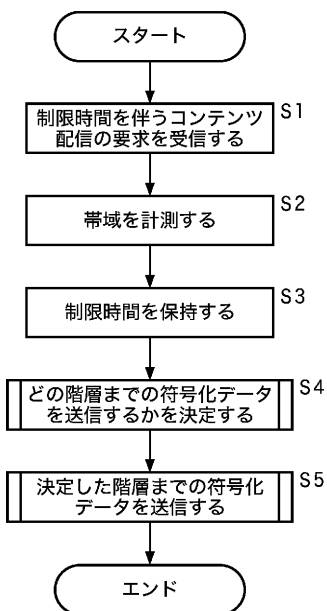 スタート
制限時間を伴うコンテンツ
配信の要求を受信する
S1
帯域を計測する
S2
制限時間を保持する
S3
どの階層までの符号化データ
を送信するかを決定する
S4
決定した階層までの符号化
データを送信する
S5
エンド